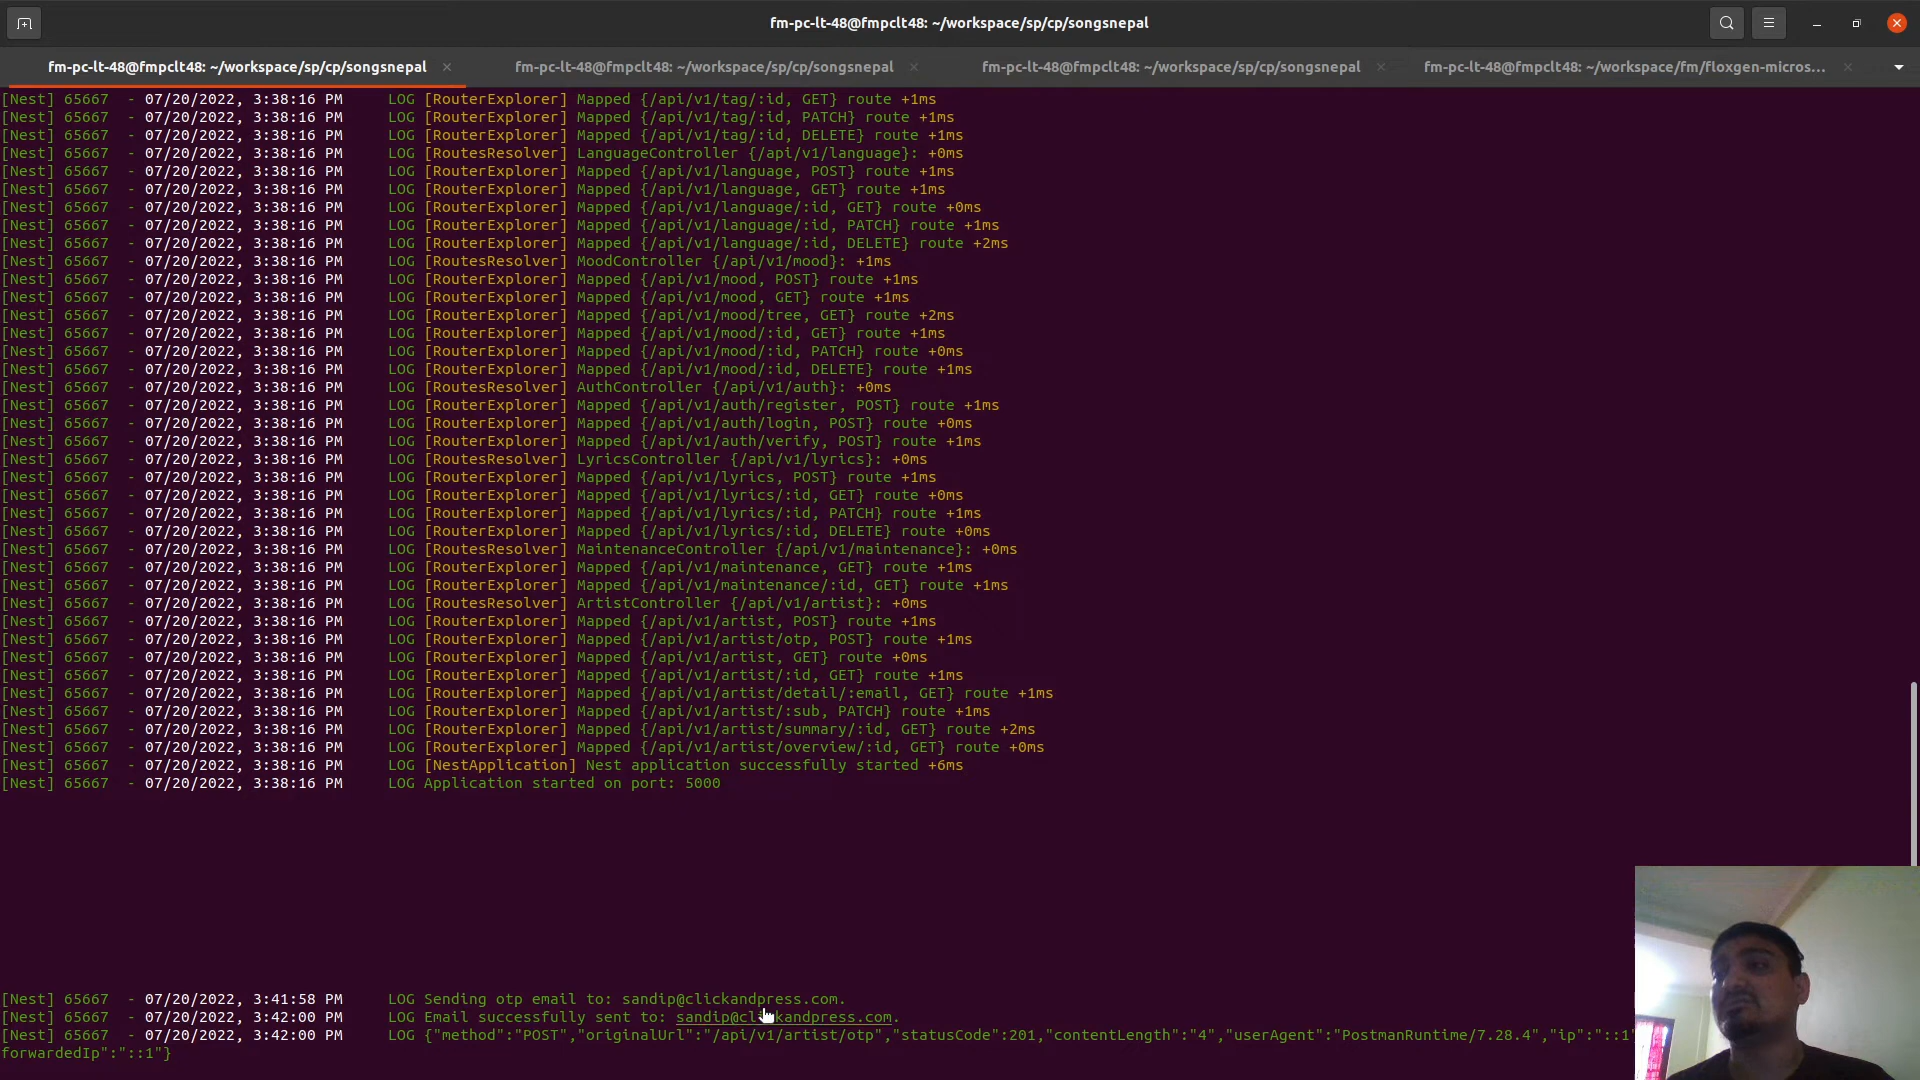 fm-pc-lt-48@fmpclt48: ~/workspace/sp/cp/songsnepal
fm-pc-lt-48@fmpclt48: ~/workspace/sp/cp/songsnepal × fm-pc-lt-48@fmpclt48: ~/workspace/sp/cp/songsnepal × fm-pc-lt-48@fmpclt48: ~/workspace/sp/cp/songsnepal × fm-pc-lt-48@fmpclt48: ~/workspace/fm/floxgen-micros... ×
[Nest] 65667 - 07/20/2022, 3:38:16 PM LOG [RouterExplorer] Mapped {/api/v1/tag/:id, GET} route +1ms
[Nest] 65667 - 07/20/2022, 3:38:16 PM LOG [RouterExplorer] Mapped {/api/v1/tag/:id, PATCH} route +1ms
[Nest] 65667 - 07/20/2022, 3:38:16 PM LOG [RouterExplorer] Mapped {/api/v1/tag/:id, DELETE} route +1ms
[Nest] 65667 - 07/20/2022, 3:38:16 PM LOG [RoutesResolver] LanguageController {/api/v1/language}: +0ms
[Nest] 65667 - 07/20/2022, 3:38:16 PM LOG [RouterExplorer] Mapped {/api/v1/language, POST} route +1ms
[Nest] 65667 - 07/20/2022, 3:38:16 PM LOG [RouterExplorer] Mapped {/api/v1/language, GET} route +1ms
[Nest] 65667 - 07/20/2022, 3:38:16 PM LOG [RouterExplorer] Mapped {/api/v1/language/:id, GET} route +0ms
[Nest] 65667 - 07/20/2022, 3:38:16 PM LOG [RouterExplorer] Mapped {/api/v1/language/:id, PATCH} route +1ms
[Nest] 65667 - 07/20/2022, 3:38:16 PM LOG [RouterExplorer] Mapped {/api/v1/language/:id, DELETE} route +2ms
[Nest] 65667 - 07/20/2022, 3:38:16 PM LOG [RoutesResolver] MoodController {/api/v1/mood}: +1ms
[Nest] 65667 - 07/20/2022, 3:38:16 PM LOG [RouterExplorer] Mapped {/api/v1/mood, POST} route +1ms
[Nest] 65667 - 07/20/2022, 3:38:16 PM LOG [RouterExplorer] Mapped {/api/v1/mood, GET} route +1ms
[Nest] 65667 - 07/20/2022, 3:38:16 PM LOG [RouterExplorer] Mapped {/api/v1/mood/tree, GET} route +2ms
[Nest] 65667 - 07/20/2022, 3:38:16 PM LOG [RouterExplorer] Mapped {/api/v1/mood/:id, GET} route +1ms
[Nest] 65667 - 07/20/2022, 3:38:16 PM LOG [RouterExplorer] Mapped {/api/v1/mood/:id, PATCH} route +0ms
[Nest] 65667 - 07/20/2022, 3:38:16 PM LOG [RouterExplorer] Mapped {/api/v1/mood/:id, DELETE} route +1ms
[Nest] 65667 - 07/20/2022, 3:38:16 PM LOG [RoutesResolver] AuthController {/api/v1/auth}: +0ms
[Nest] 65667 - 07/20/2022, 3:38:16 PM LOG [RouterExplorer] Mapped {/api/v1/auth/register, POST} route +1ms
[Nest] 65667 - 07/20/2022, 3:38:16 PM LOG [RouterExplorer] Mapped {/api/v1/auth/login, POST} route +0ms
[Nest] 65667 - 07/20/2022, 3:38:16 PM LOG [RouterExplorer] Mapped {/api/v1/auth/verify, POST} route +1ms
[Nest] 65667 - 07/20/2022, 3:38:16 PM LOG [RoutesResolver] LyricsController {/api/v1/lyrics}: +0ms
[Nest] 65667 - 07/20/2022, 3:38:16 PM LOG [RouterExplorer] Mapped {/api/v1/lyrics, POST} route +1ms
[Nest] 65667 - 07/20/2022, 3:38:16 PM LOG [RouterExplorer] Mapped {/api/v1/lyrics/:id, GET} route +0ms
[Nest] 65667 - 07/20/2022, 3:38:16 PM LOG [RouterExplorer] Mapped {/api/v1/lyrics/:id, PATCH} route +1ms
[Nest] 65667 - 07/20/2022, 3:38:16 PM LOG [RouterExplorer] Mapped {/api/v1/lyrics/:id, DELETE} route +0ms
[Nest] 65667 - 07/20/2022, 3:38:16 PM LOG [RoutesResolver] MaintenanceController {/api/v1/maintenance}: +0ms
[Nest] 65667 - 07/20/2022, 3:38:16 PM LOG [RouterExplorer] Mapped {/api/v1/maintenance, GET} route +1ms
[Nest] 65667 - 07/20/2022, 3:38:16 PM LOG [RouterExplorer] Mapped {/api/v1/maintenance/:id, GET} route +1ms
[Nest] 65667 - 07/20/2022, 3:38:16 PM LOG [RoutesResolver] ArtistController {/api/v1/artist}: +0ms
[Nest] 65667 - 07/20/2022, 3:38:16 PM LOG [RouterExplorer] Mapped {/api/v1/artist, POST} route +1ms
[Nest] 65667 - 07/20/2022, 3:38:16 PM LOG [RouterExplorer] Mapped {/api/v1/artist/otp, POST} route +1ms
[Nest] 65667 - 07/20/2022, 3:38:16 PM LOG [RouterExplorer] Mapped {/api/v1/artist, GET} route +0ms
[Nest] 65667 - 07/20/2022, 3:38:16 PM LOG [RouterExplorer] Mapped {/api/v1/artist/:id, GET} route +1ms
[Nest] 65667 - 07/20/2022, 3:38:16 PM LOG [RouterExplorer] Mapped {/api/v1/artist/detail/:email, GET} route +1ms
[Nest] 65667 - 07/20/2022, 3:38:16 PM LOG [RouterExplorer] Mapped {/api/v1/artist/:sub, PATCH} route +1ms
[Nest] 65667 - 07/20/2022, 3:38:16 PM LOG [RouterExplorer] Mapped {/api/v1/artist/summary/:id, GET} route +2ms
[Nest] 65667 - 07/20/2022, 3:38:16 PM LOG [RouterExplorer] Mapped {/api/v1/artist/overview/:id, GET} route +0ms
[Nest] 65667 - 07/20/2022, 3:38:16 PM LOG [NestApplication] Nest application successfully started +6ms
[Nest] 65667 - 07/20/2022, 3:38:16 PM LOG Application started on port: 5000
[Nest] 65667 - 07/20/2022, 3:41:58 PM LOG Sending otp email to: sandip@clickandpress.com.
[Nest] 65667 - 07/20/2022, 3:42:00 PM LOG Email successfully sent to: sandip@clickandpress.com.
[Nest] 65667 - 07/20/2022, 3:42:00 PM LOG {"method":"POST","originalUrl":"/api/v1/artist/otp","statusCode":201,"contentLength":"4","userAgent":"PostmanRuntime/7.28.4","ip":"::1"
forwardedIp":"::1"}